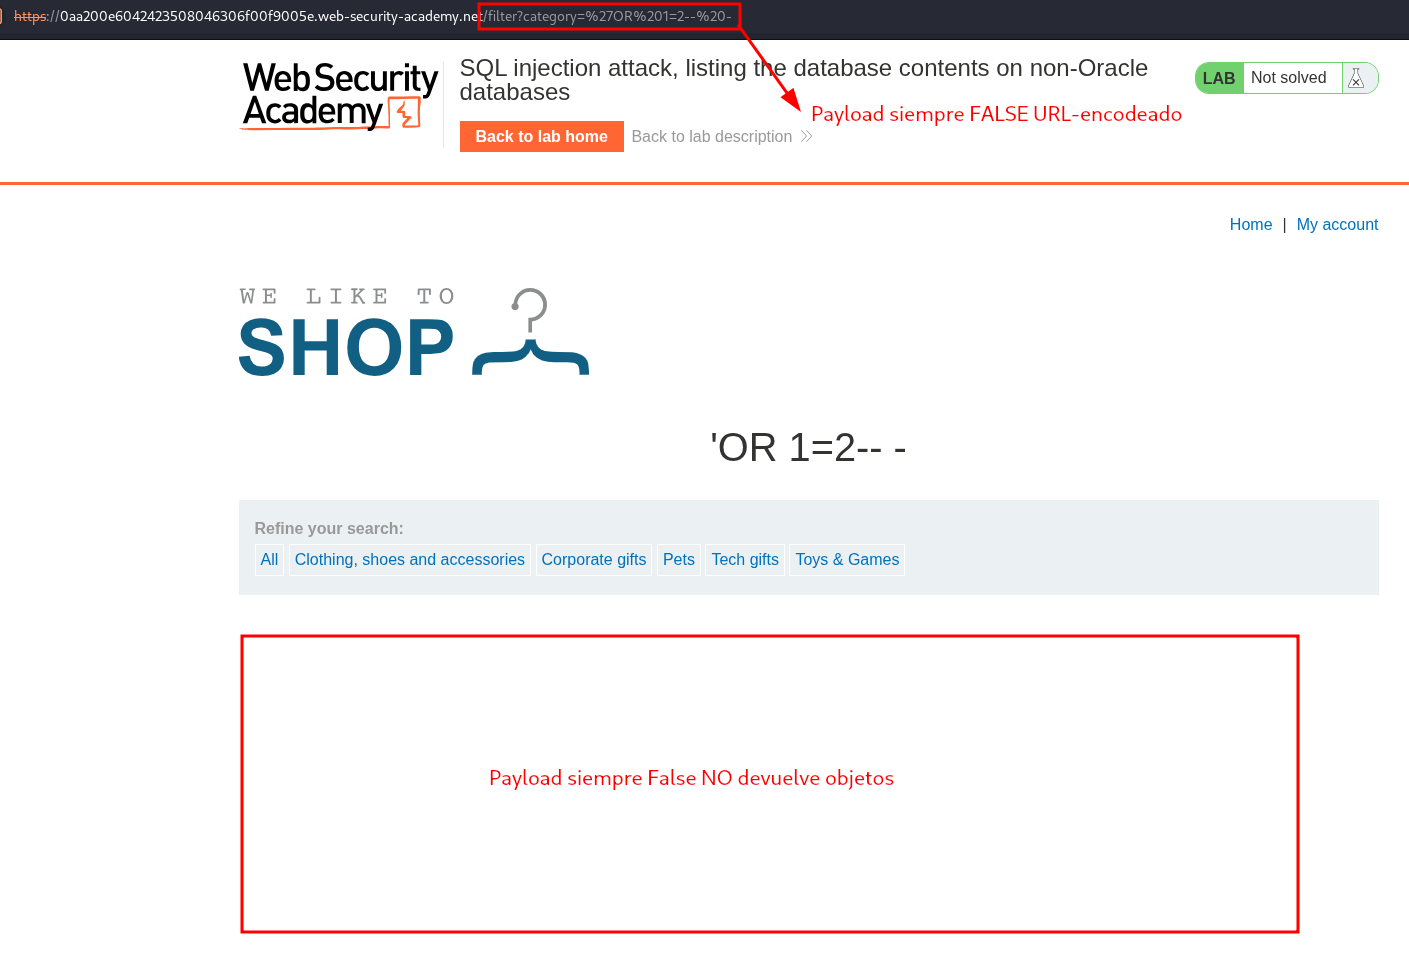 https://0aa200e6042423508046306f00f9005e.web-security-academy.net/filter?category=%27OR%201=2--%20-
Web Security
Academy
SQL injection attack, listing the database contents on non-Oracle
databases
LAB Not solved
Payload siempre FALSE URL-encodeado
Back to lab home Back to lab description
Home | My account
WE LIKE TO
SHOP
'OR 1=2-- -
Refine your search:
All Clothing, shoes and accessories Corporate gifts Pets Tech gifts Toys & Games
Payload siempre False NO devuelve objetos